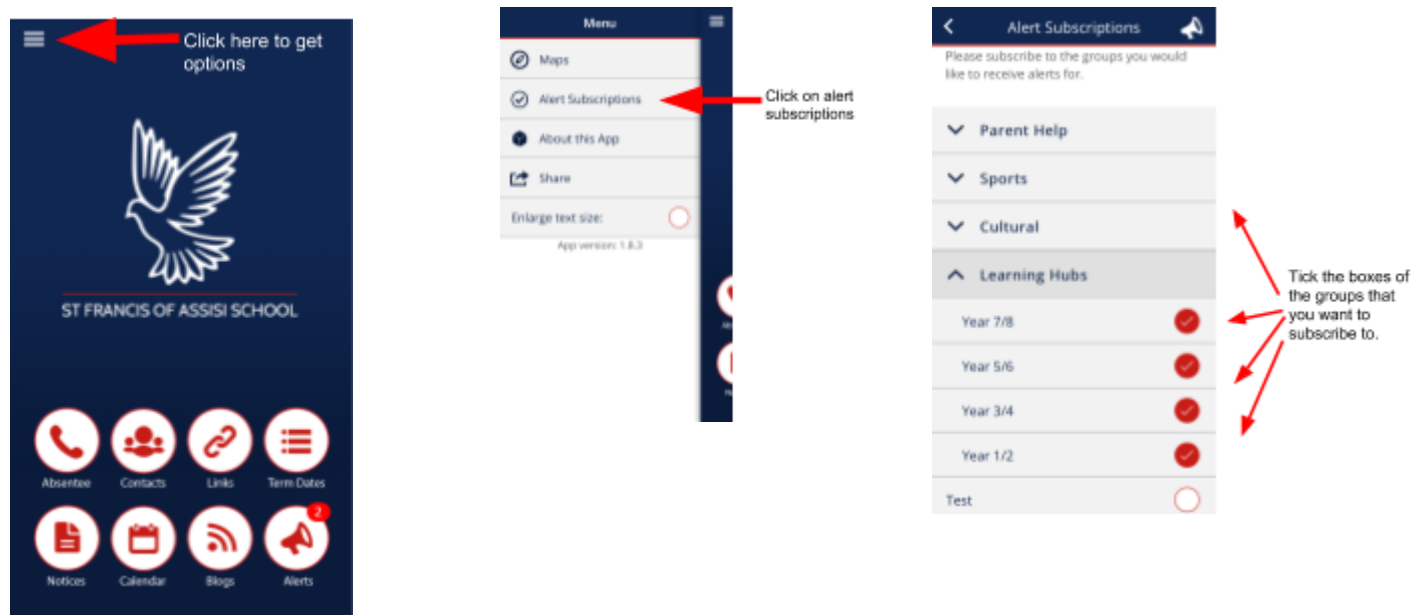 Click here to get
options
ST FRANCIS OF ASSISI SCHOOL
Absentee
Contacts
Links
Term Dates
2
Notices
Calendar
Blogs
Alerts
Menu
Maps
Alert Subscriptions
About this App
Share
Enlarge text size:
App version: 1.8.3
Click on alert
subscriptions
Alert Subscriptions
Please subscribe to the groups you would
like to receive alerts for.
Parent Help
Sports
Cultural
Learning Hubs
Year 7/8
Year 5/6
Year 3/4
Year 1/2
Test
Tick the boxes of
the groups that
you want to
subscribe to.